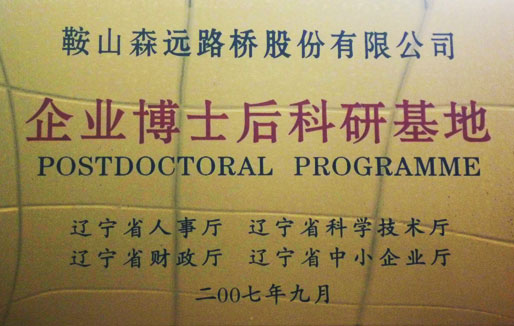 鞍山森远路桥股份有限公司
企业博士后科研基地
POSTDOCTORAL PROGRAMME
辽宁省人事厅 辽宁省科学技术厅
辽宁省财政厅 辽宁省中小企业厅
二00七年九月